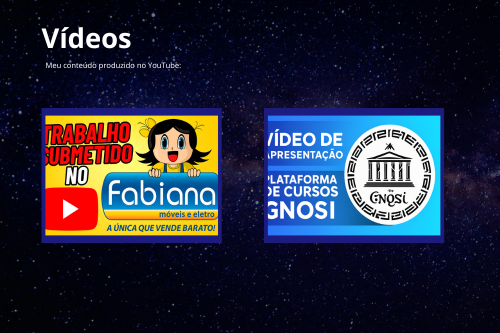 Vídeos
Meu conteúdo produzido no YouTube:
TRABALHO
SUBMETIDO
NO
Fabiana
móveis e eletro
A ÚNICA QUE VENDE BARATO!
VÍDEO DE
APRESENTAÇÃO
PLATAFORMA
DE CURSOS
GNOSI
GNOSI